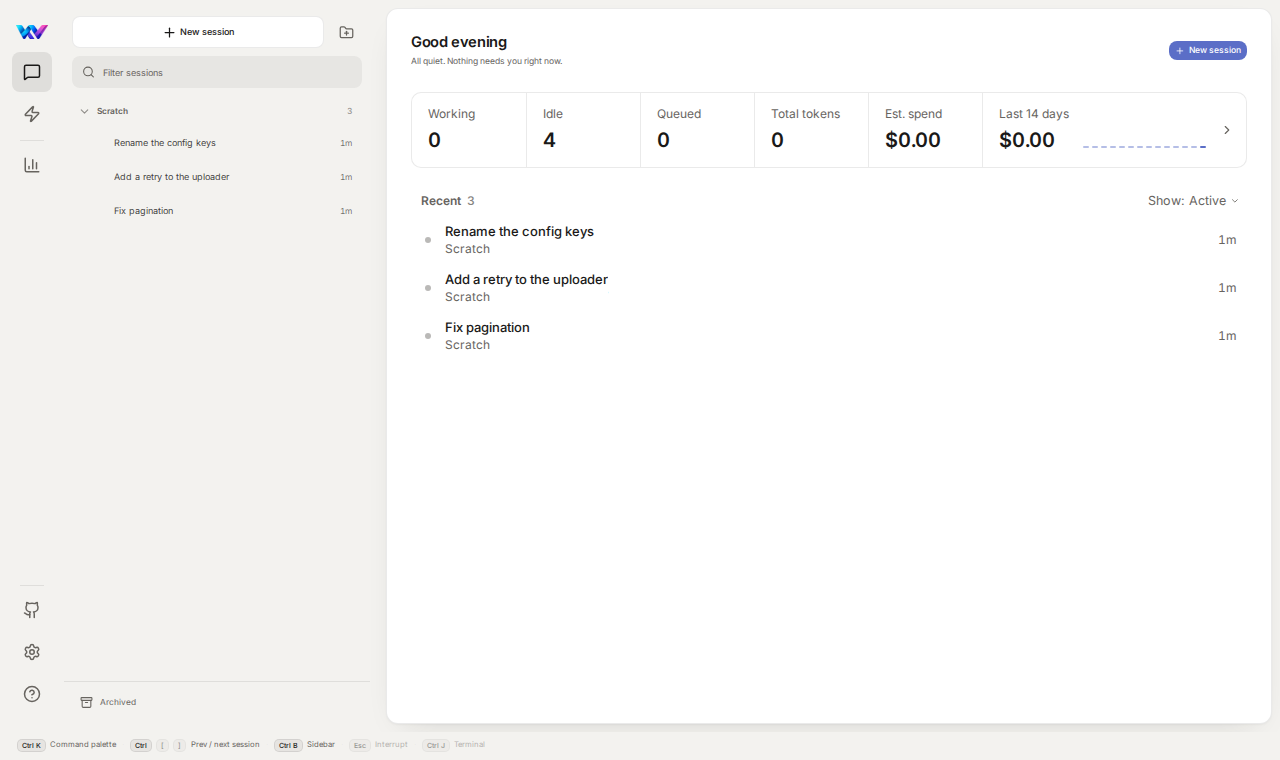 New session
Filter sessions
Scratch 3
Rename the config keys 1m
Add a retry to the uploader 1m
Fix pagination 1m
Archived
Good evening
All quiet. Nothing needs you right now.
New session
Working Idle Queued Total tokens Est. spend Last 14 days
0 4 0 0 $0.00 $0.00
Recent 3 Show: Active
Rename the config keys
Scratch 1m
Add a retry to the uploader
Scratch 1m
Fix pagination
Scratch 1m
Ctrl K Command palette Ctrl [ ] Prev / next session Ctrl B Sidebar Esc Interrupt Ctrl J Terminal